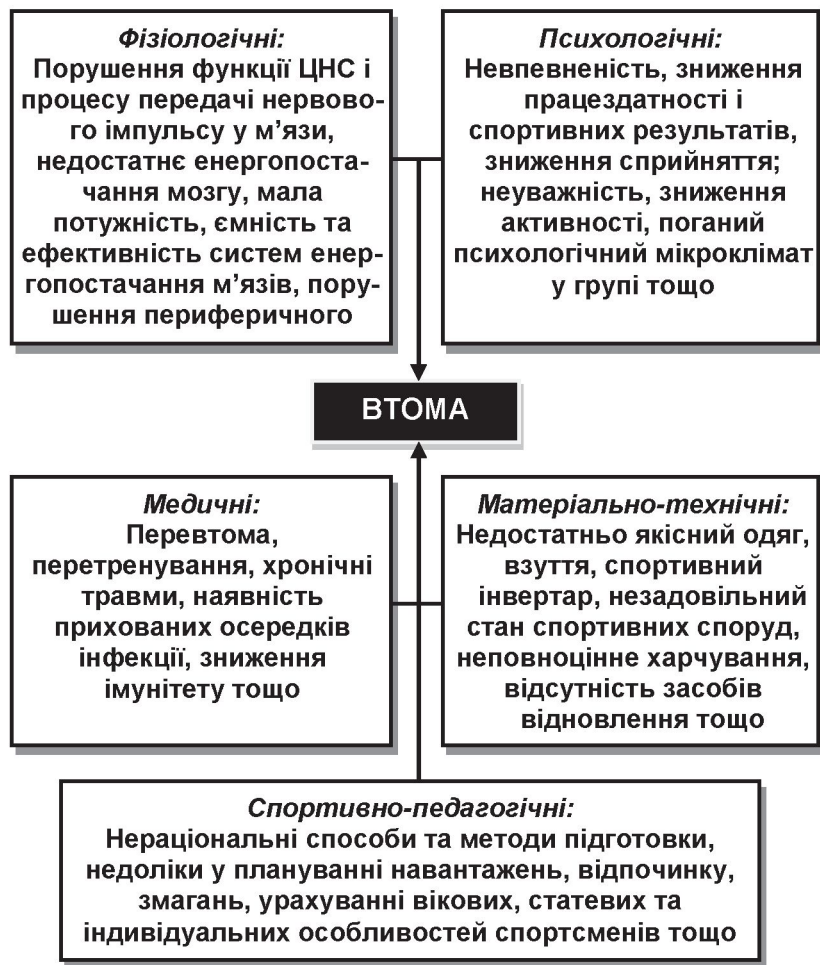 Фізіологічні:
Порушення функції ЦНС і
процесу передачі нервово-
го імпульсу у м’язи,
недостатнє енергопоста-
чання мозгу, мала
потужність, ємність та
ефективність систем енер-
гопостачання м’язів, пору-
шення периферичного
Психологічні:
Невпевненість, зниження
працездатності і
спортивних результатів,
зниження сприйняття;
неуважність, зниження
активності, поганий
психологічний мікроклімат
у групі тощо
ВТОМА
Медичні:
Перевтома,
перетренування, хронічні
травми, наявність
прихованих осередків
інфекції, зниження
імунітету тощо
Матеріально-технічні:
Недостатньо якісний одяг,
взуття, спортивний
інвертар, незадовільний
стан спортивних споруд,
неповноцінне харчування,
відсутність засобів
відновлення тощо
Спортивно-педагогічні:
Нераціональні способи та методи підготовки,
недоліки у плануванні навантажень, відпочинку,
змагань, урахуванні вікових, статевих та
індивідуальних особливостей спортсменів тощо